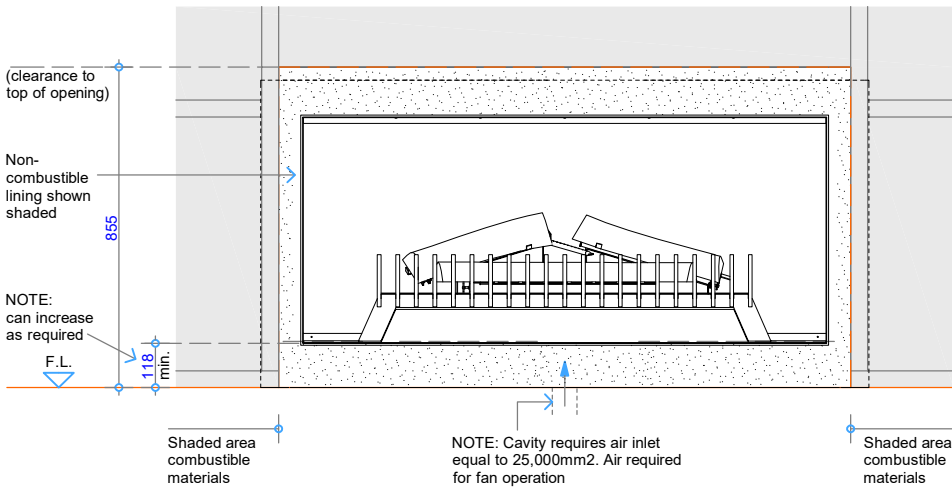 (clearance to
top of opening)
Non-
combustible
lining shown
shaded
855
NOTE:
can increase
as required
F.L.
118
min.
Shaded area
combustible
materials
NOTE: Cavity requires air inlet
equal to 25,000mm2. Air required
for fan operation
Shaded area
combustible
materials